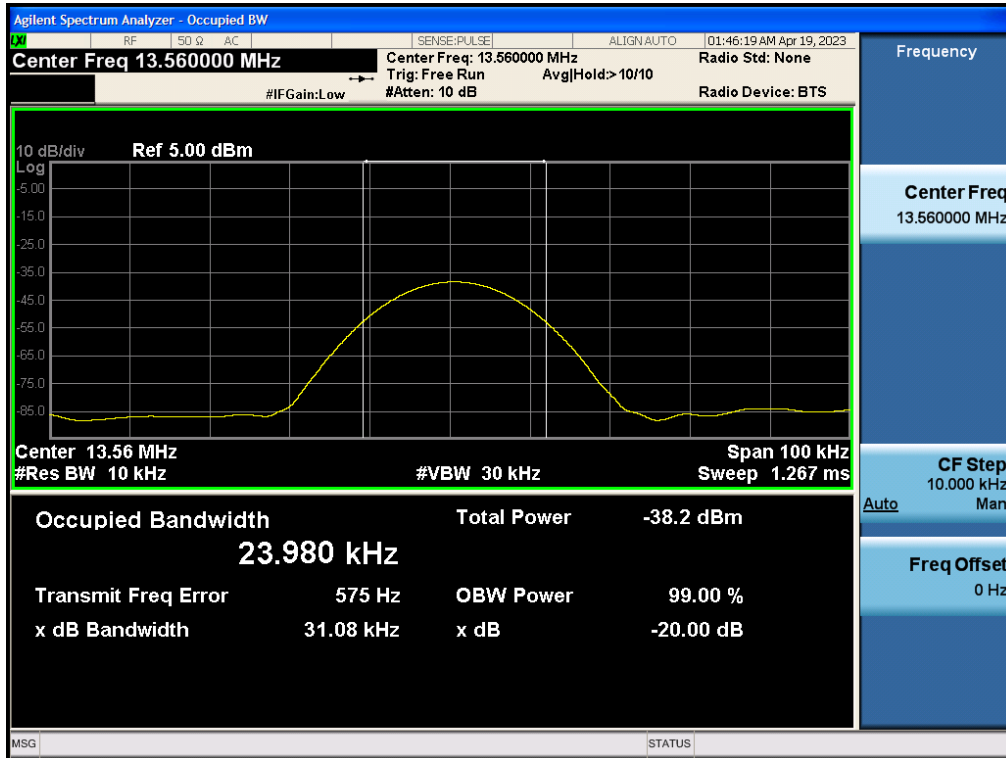 Agilent Spectrum Analyzer - Occupied BW
LXI RF 50 Ω AC SENSE:PULSE ALIGN AUTO 01:46:19 AM Apr 19, 2023
Center Freq 13.560000 MHz
Center Freq: 13.560000 MHz
Radio Std: None
Trig: Free Run Avg|Hold:>10/10
#IFGain:Low
#Atten: 10 dB
Radio Device: BTS
10 dB/div Ref 5.00 dBm
Log
-5.00
-15.0
-25.0
-35.0
-45.0
-55.0
-65.0
-75.0
-85.0
Center 13.56 MHz Span 100 kHz
#Res BW 10 kHz #VBW 30 kHz Sweep 1.267 ms
Occupied Bandwidth Total Power -38.2 dBm
23.980 kHz
Transmit Freq Error 575 Hz OBW Power 99.00 %
x dB Bandwidth 31.08 kHz x dB -20.00 dB
MSG STATUS
Frequency
Center Freq
13.560000 MHz
CF Step
10.000 kHz
Auto Man
Freq Offset
0 Hz